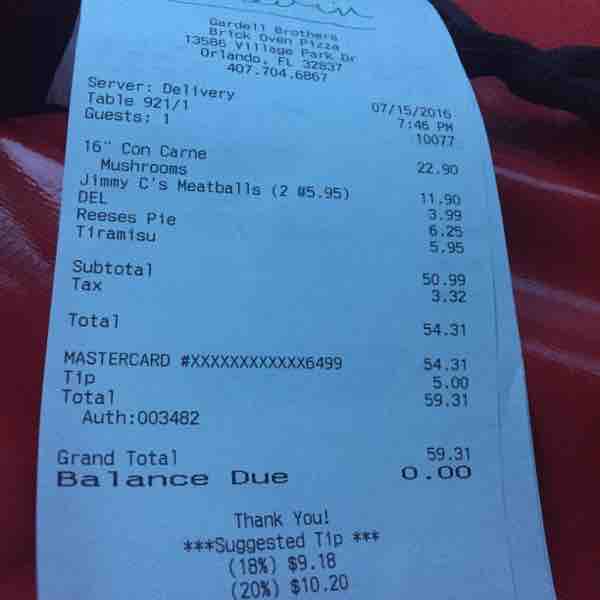 Gardell Brothers
Brick Oven Pizza
13586 Village Park Dr
Orlando, FL 32837
407.704.6867
Server: Delivery 07/15/2016
Table 921/1 7:46 PM
Guests: 1 10077
16" Con Carne
Mushrooms 22.90
Jimmy C's Meatballs (2 @5.95) 11.90
DEL 3.99
Reeses Pie 6.25
Tiramisu 5.95
Subtotal 50.99
Tax 3.32
Total 54.31
MASTERCARD #XXXXXXXXXXXX6499 54.31
Tip 5.00
Total 59.31
Auth:003482
Grand Total 59.31
Balance Due 0.00
Thank You!
***Suggested Tip ***
(18%) $9.18
(20%) $10.20